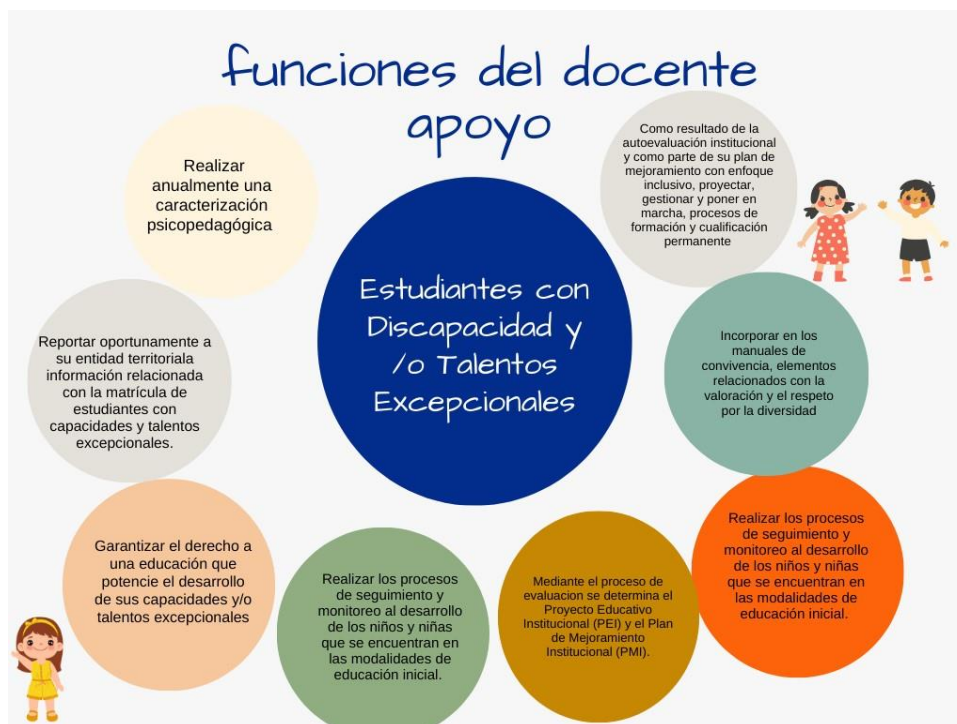 funciones del docente
apoyo
Realizar
anualmente una
caracterización
psicopedagógica
Como resultado de la
autoevaluación institucional
y como parte de su plan de
mejoramiento con enfoque
inclusivo, proyectar,
gestionar y poner en
marcha, procesos de
formación y cualificación
permanente
Estudiantes con
Discapacidad y
/o Talentos
Excepcionales
Reportar oportunamente a
su entidad territoriala
información relacionada
con la matrícula de
estudiantes con
capacidades y talentos
excepcionales.
Incorporar en los
manuales de
convivencia, elementos
relacionados con la
valoración y el respeto
por la diversidad
Garantizar el derecho a
una educación que
potencie el desarrollo
de sus capacidades y/o
talentos excepcionales
Realizar los procesos
de seguimiento y
monitoreo al desarrollo
de los niños y niñas
que se encuentran en
las modalidades de
educación inicial.
Mediante el proceso de
evaluacion se determina el
Proyecto Educativo
Institucional (PEI) y el Plan
de Mejoramiento
Institucional (PMI).
Realizar los procesos
de seguimiento y
monitoreo al desarrollo
de los niños y niñas
que se encuentran en
las modalidades de
educación inicial.